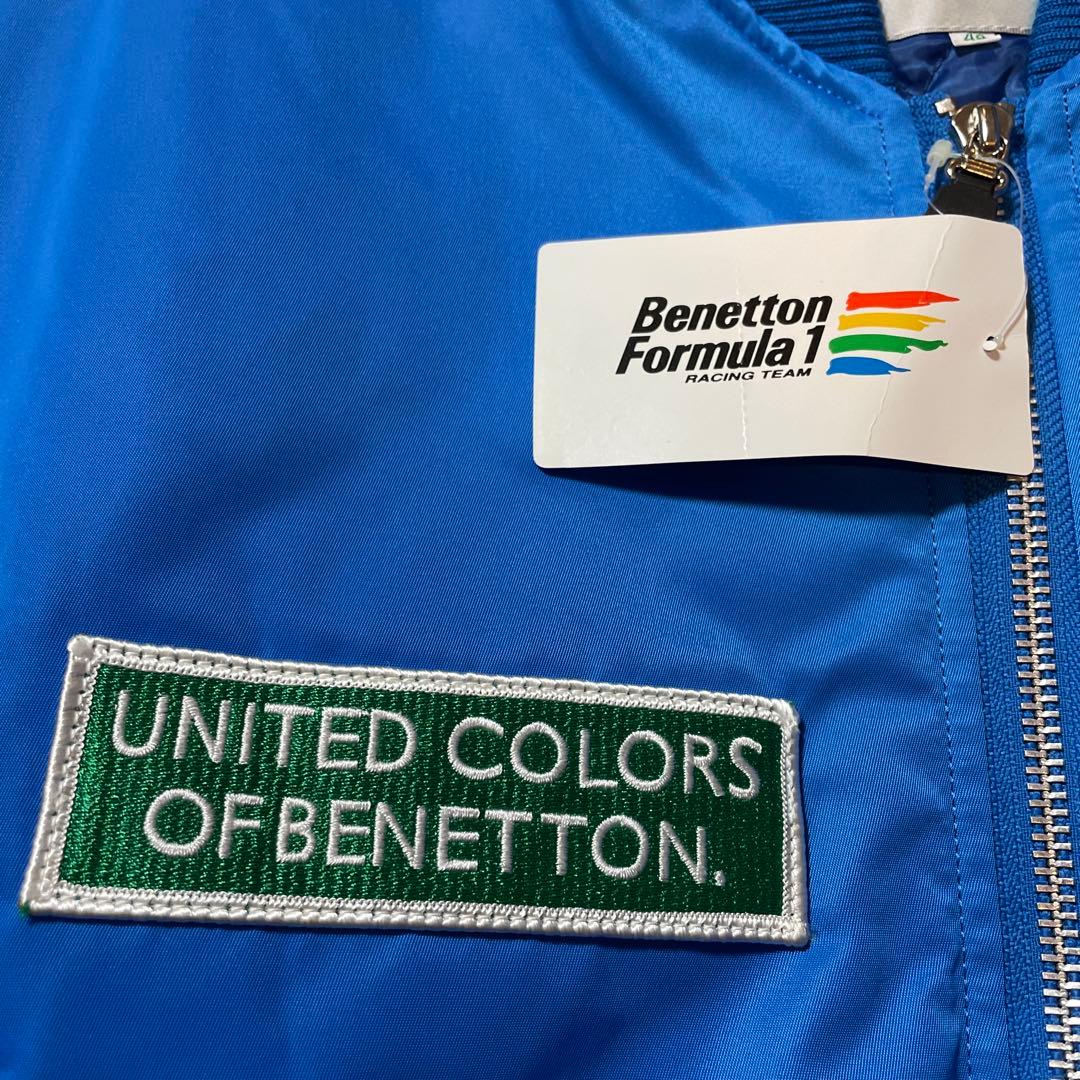 Benetton
Formula 1
RACING TEAM
UNITED COLORS
OF BENETTON.